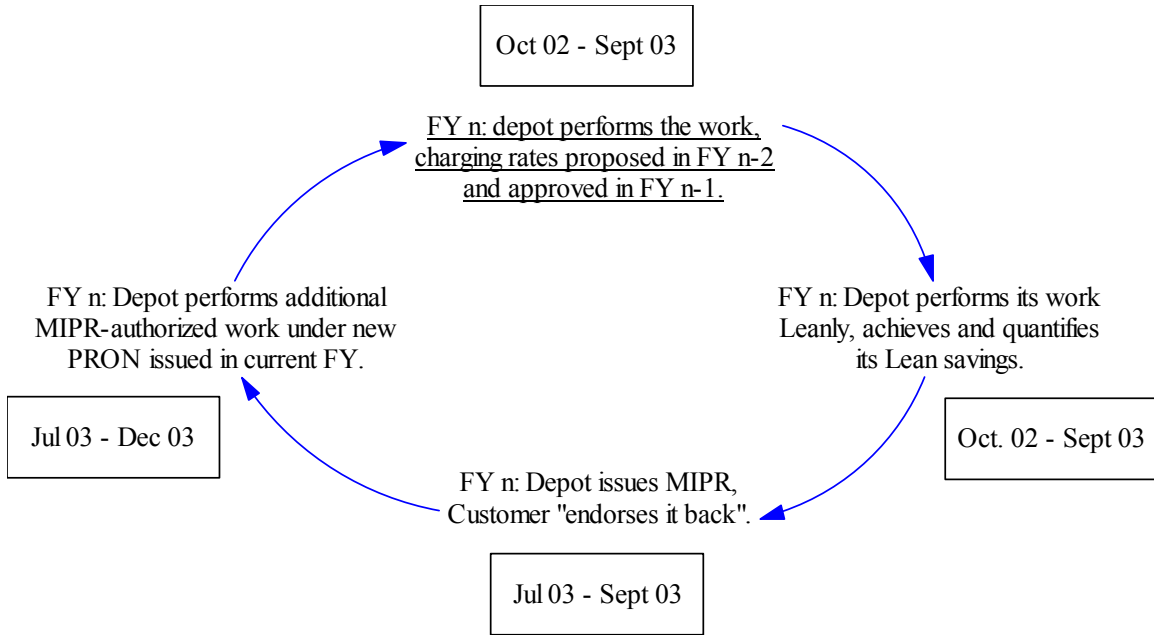 Oct 02 - Sept 03
FY n: depot performs the work,
charging rates proposed in FY n-2
and approved in FY n-1.
FY n: Depot performs its work
Leanly, achieves and quantifies
its Lean savings.
Oct. 02 - Sept 03
FY n: Depot issues MIPR,
Customer "endorses it back".
Jul 03 - Sept 03
FY n: Depot performs additional
MIPR-authorized work under new
PRON issued in current FY.
Jul 03 - Dec 03